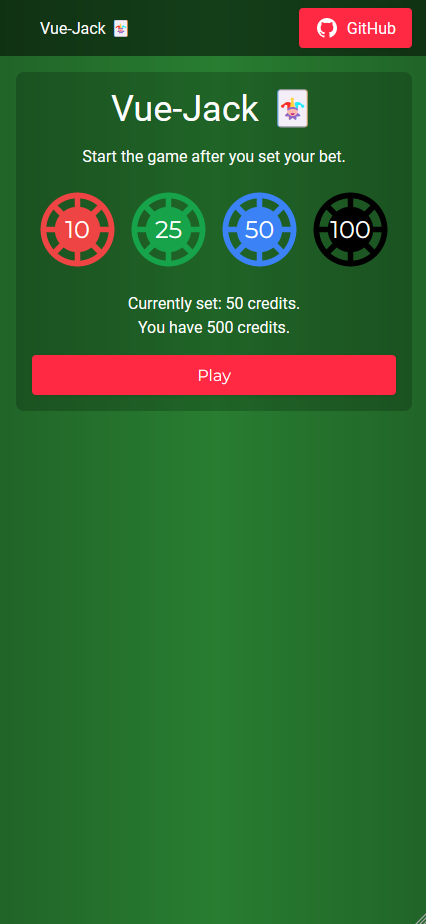 Vue-Jack 🃏
GitHub
Vue-Jack 🃏
Start the game after you set your bet.
10 25 50 100
Currently set: 50 credits.
You have 500 credits.
Play